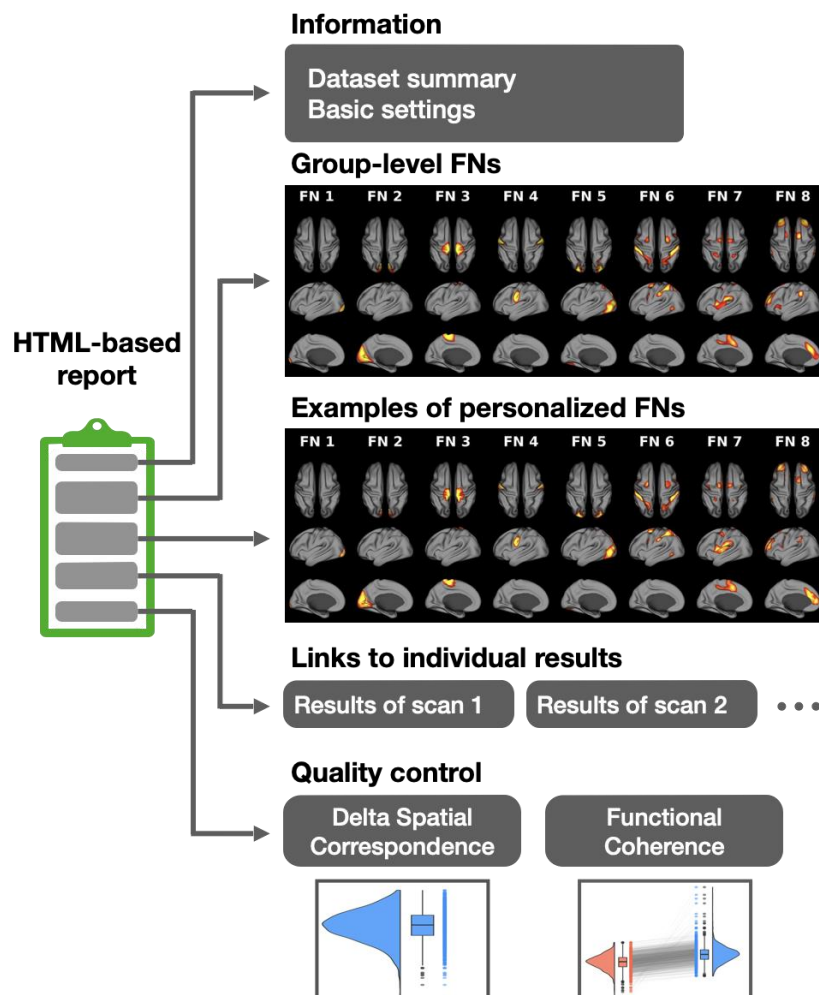 Information
Dataset summary
Basic settings
Group-level FNs
FN 1 FN 2 FN 3 FN 4 FN 5 FN 6 FN 7 FN 8
HTML-based
report
Examples of personalized FNs
FN 1 FN 2 FN 3 FN 4 FN 5 FN 6 FN 7 FN 8
Links to individual results
Results of scan 1 Results of scan 2 • • •
Quality control
Delta Spatial
Correspondence
Functional
Coherence